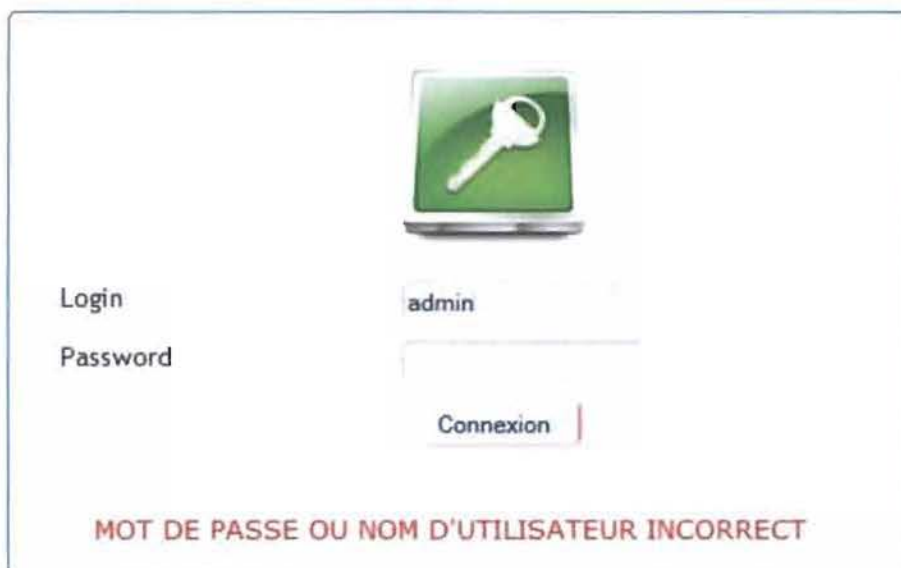 Login
admin
Password
Connexion
MOT DE PASSE OU NOM D'UTILISATEUR INCORRECT